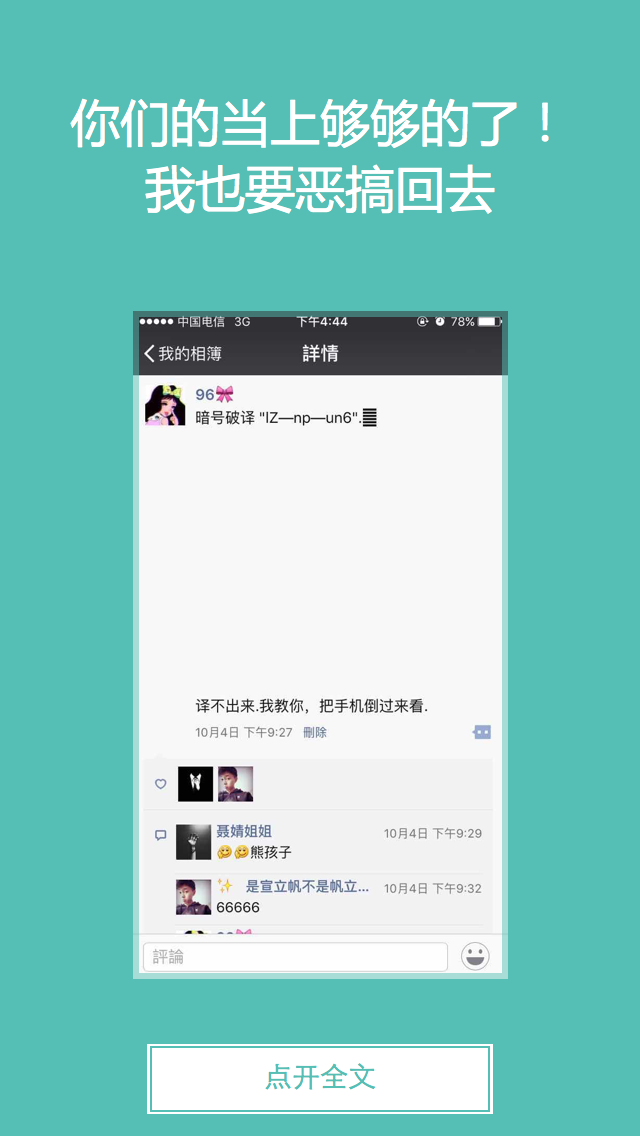 你们的当上够够的了！
我也要恶搞回去
中国电信 3G 下午4:44 78%
我的相簿 詳情
96🎀
暗号破译 "IZ—np—un6".
译不出来.我教你，把手机倒过来看.
10月4日 下午9:27 刪除
聂婧姐姐 10月4日 下午9:29
熊孩子
✨ 是宣立帆不是帆立... 10月4日 下午9:32
66666
評論
点开全文